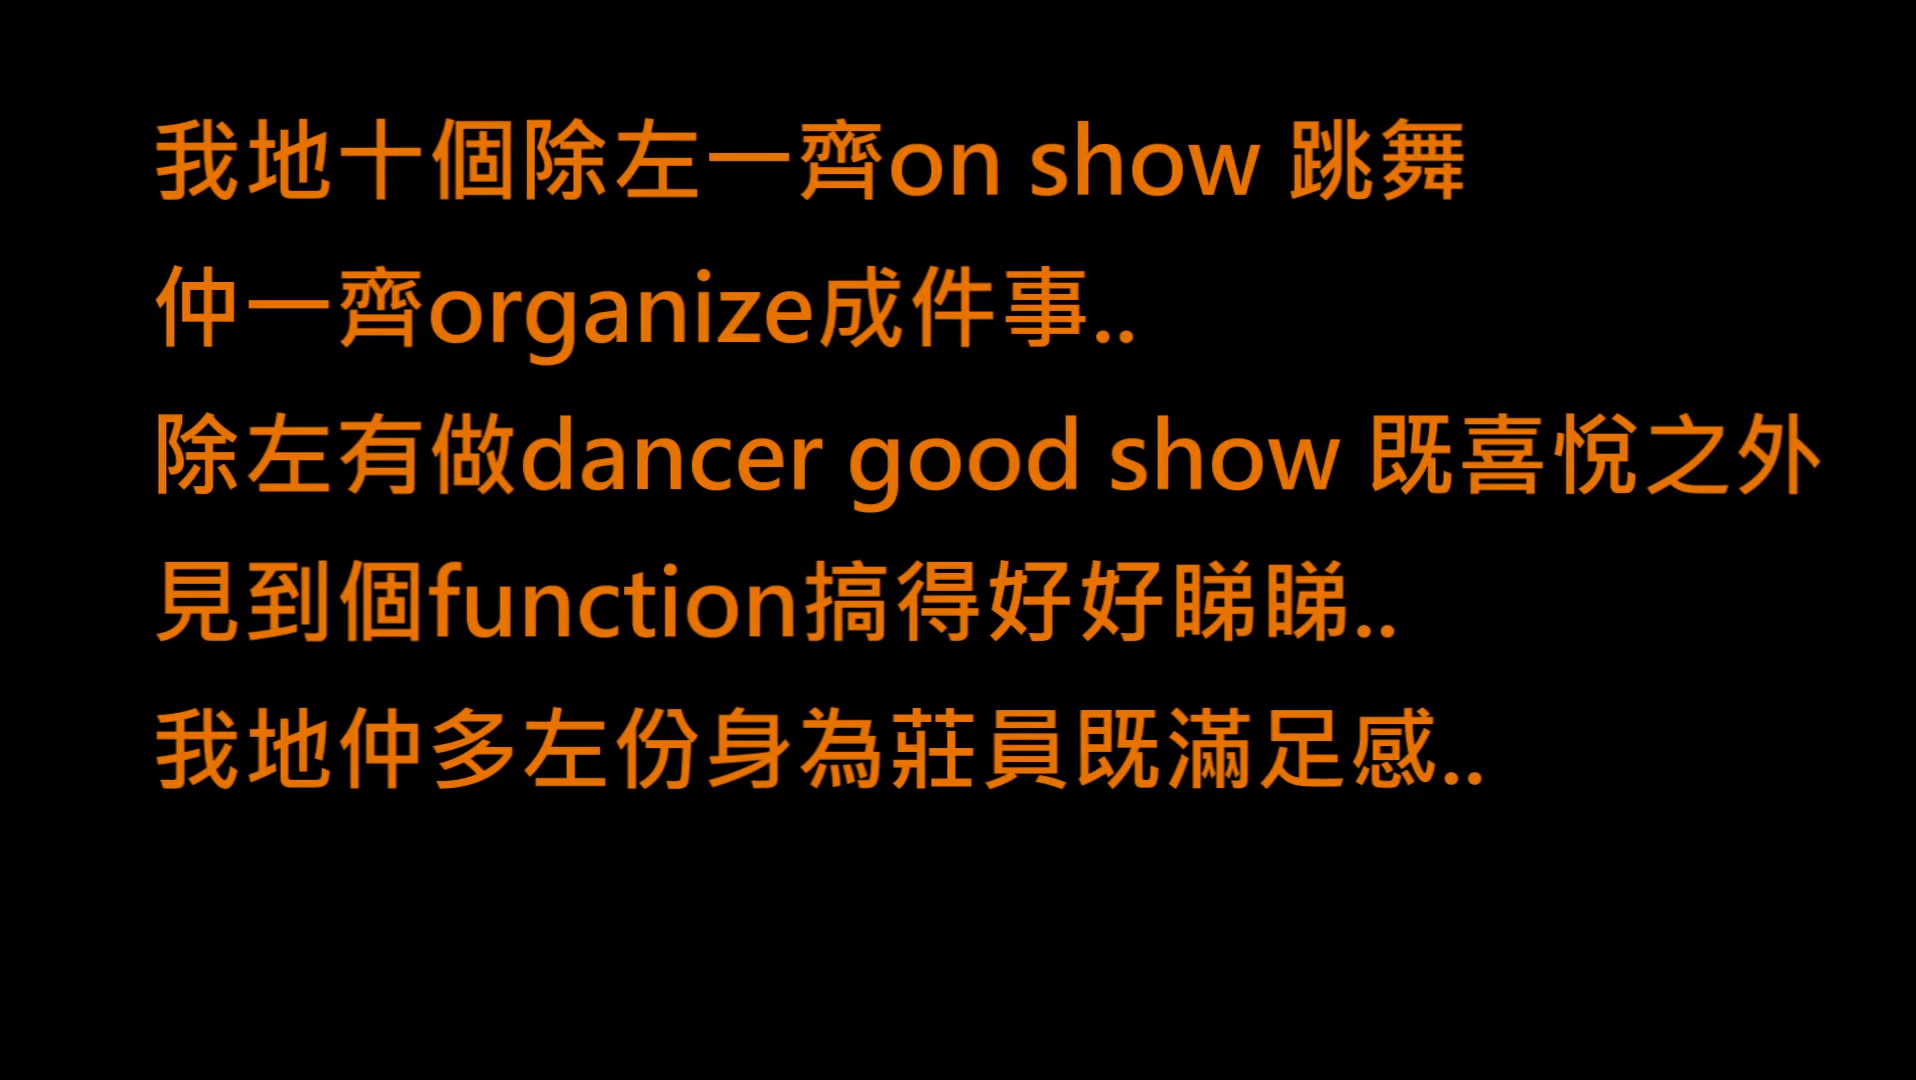 我地十個除左一齊on show 跳舞
仲一齊organize成件事..
除左有做dancer good show 既喜悅之外
見到個function搞得好好睇睇..
我地仲多左份身為莊員既滿足感..